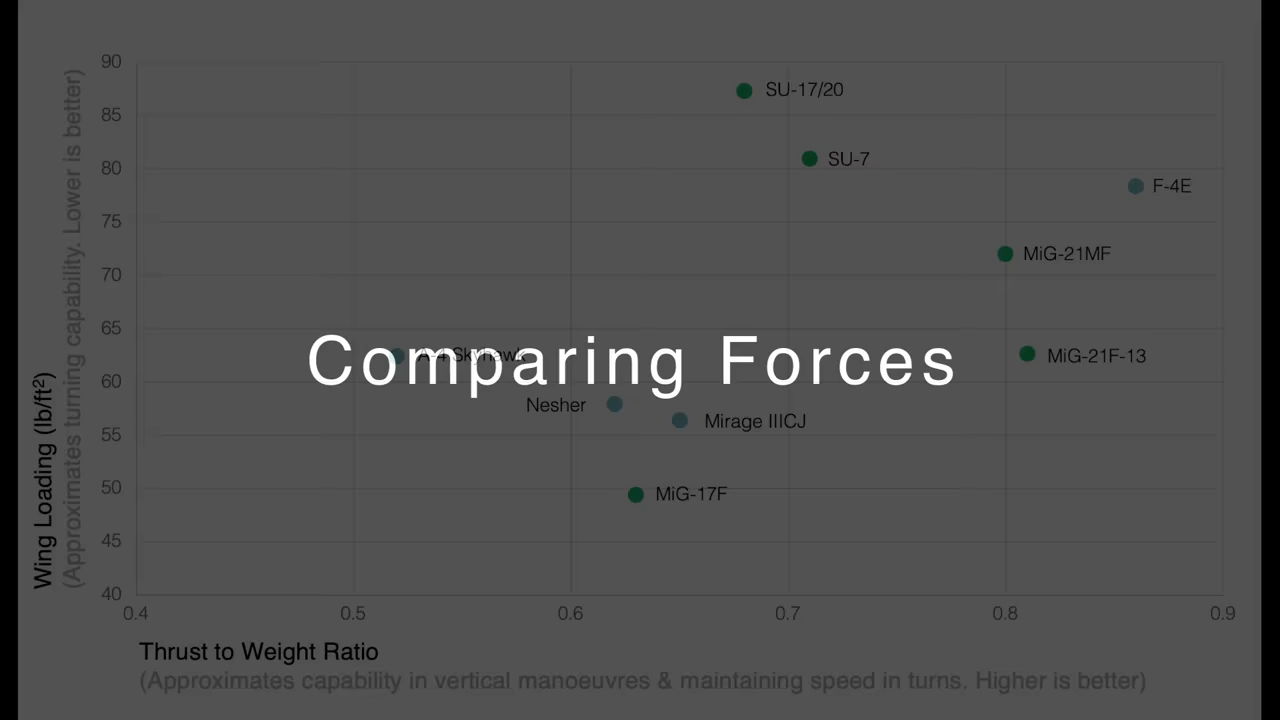 90
SU-17/20
85
80
SU-7
F-4E
75
MiG-21MF
70
65
Comparing Forces
A-4 Skyhawk
MiG-21F-13
60
Nesher
Mirage IIICJ
55
50
MiG-17F
45
40
Wing Loading (lb/ft²)
(Approximates turning capability. Lower is better)
0.4 0.5 0.6 0.7 0.8 0.9
Thrust to Weight Ratio
(Approximates capability in vertical manoeuvres & maintaining speed in turns. Higher is better)